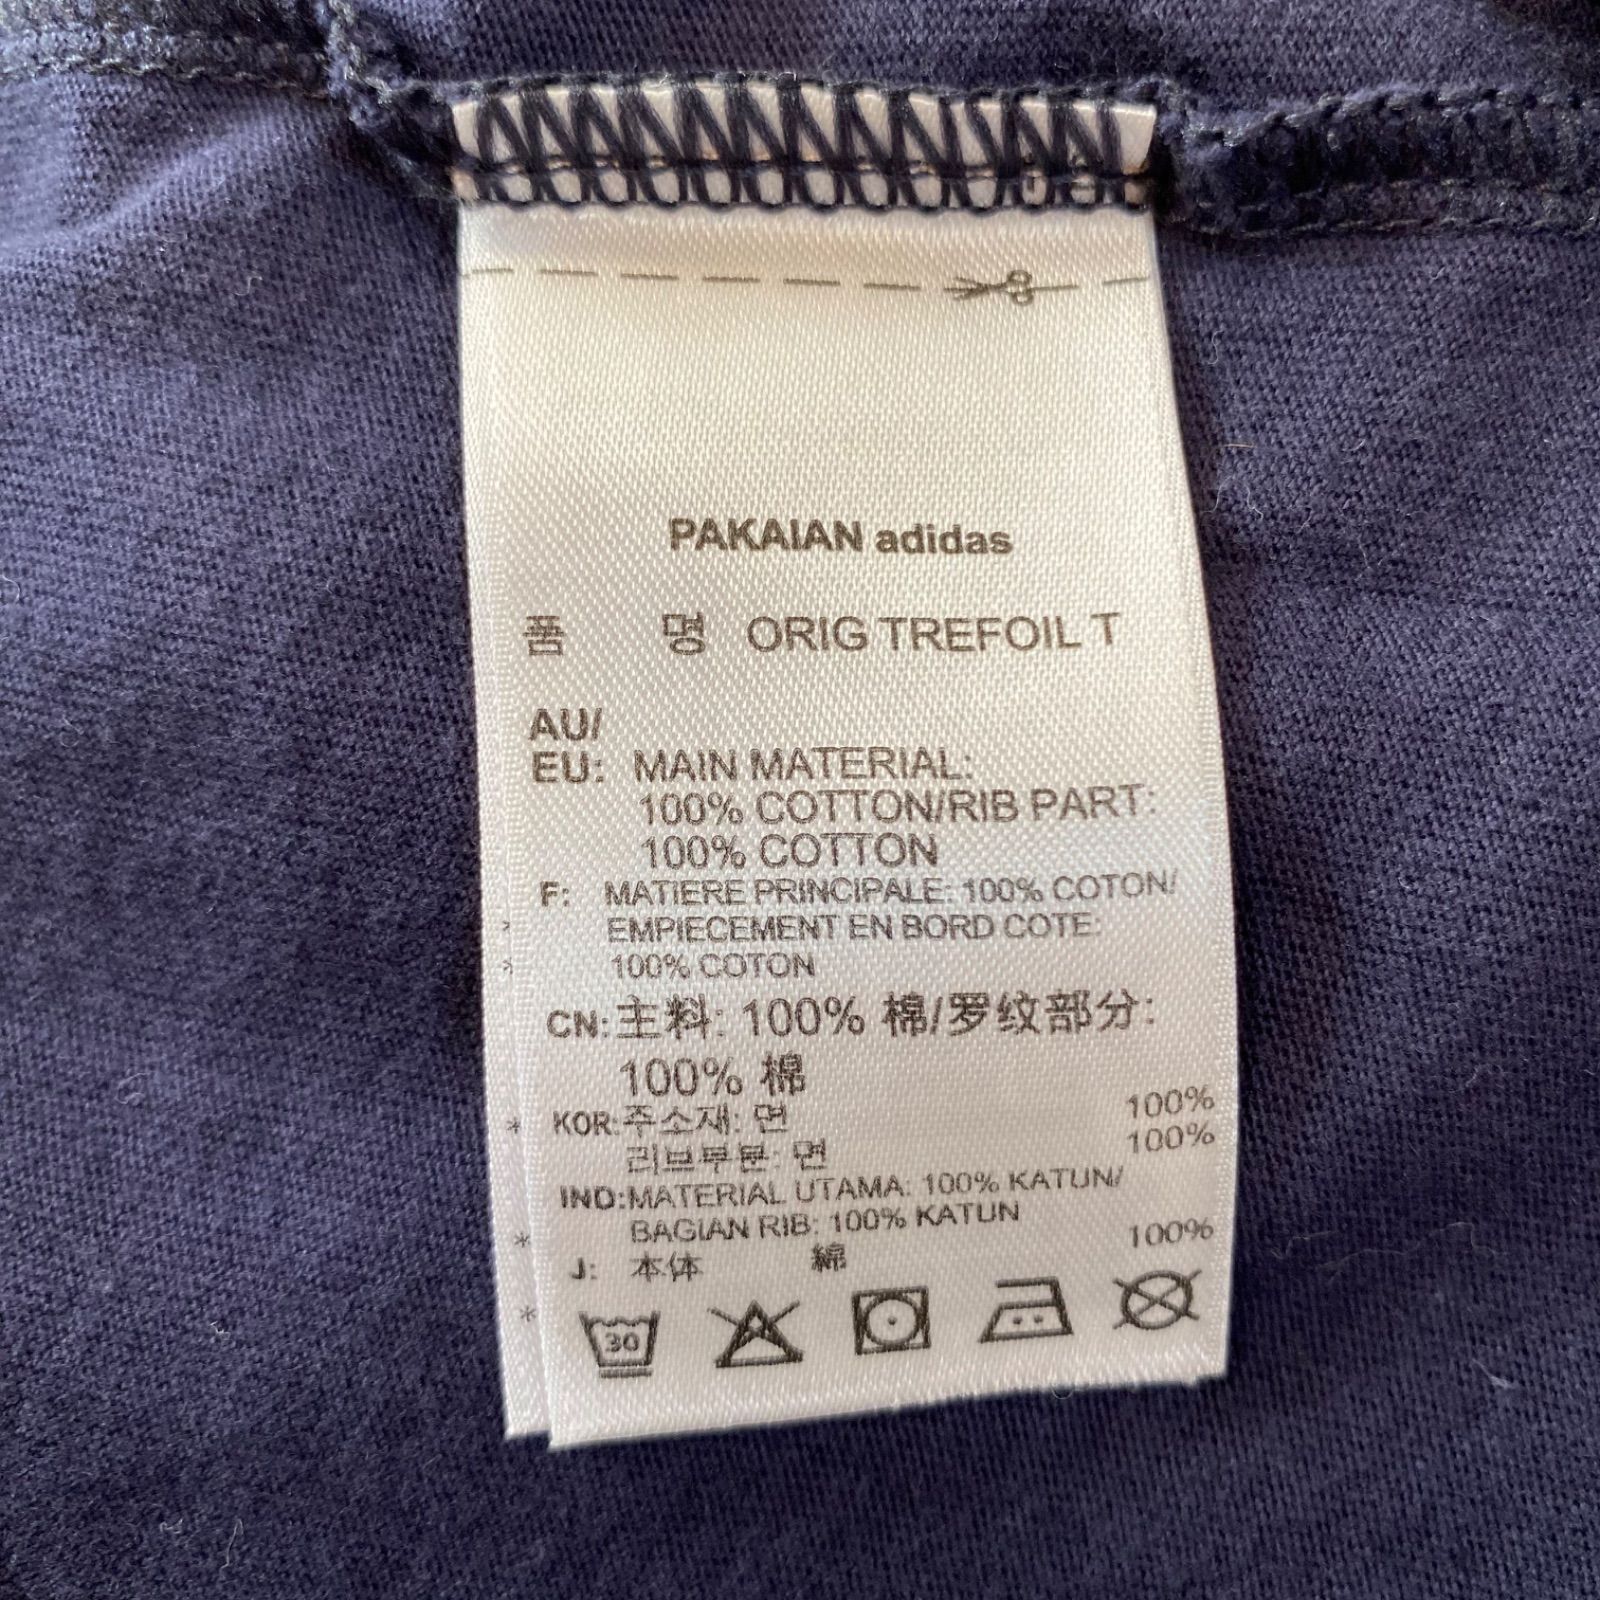 PAKAIAN adidas
품 명 ORIG TREFOIL T
AU/
EU: MAIN MATERIAL:
100% COTTON/RIB PART:
100% COTTON
F: MATIERE PRINCIPALE: 100% COTON/
EMPIECEMENT EN BORD COTE:
100% COTON
CN: 主料: 100% 棉/罗纹部分:
100% 棉
KOR: 주소재: 면 100%
리브부분: 면 100%
IND: MATERIAL UTAMA: 100% KATUN/
BAGIAN RIB: 100% KATUN
J: 本体 綿 100%
30